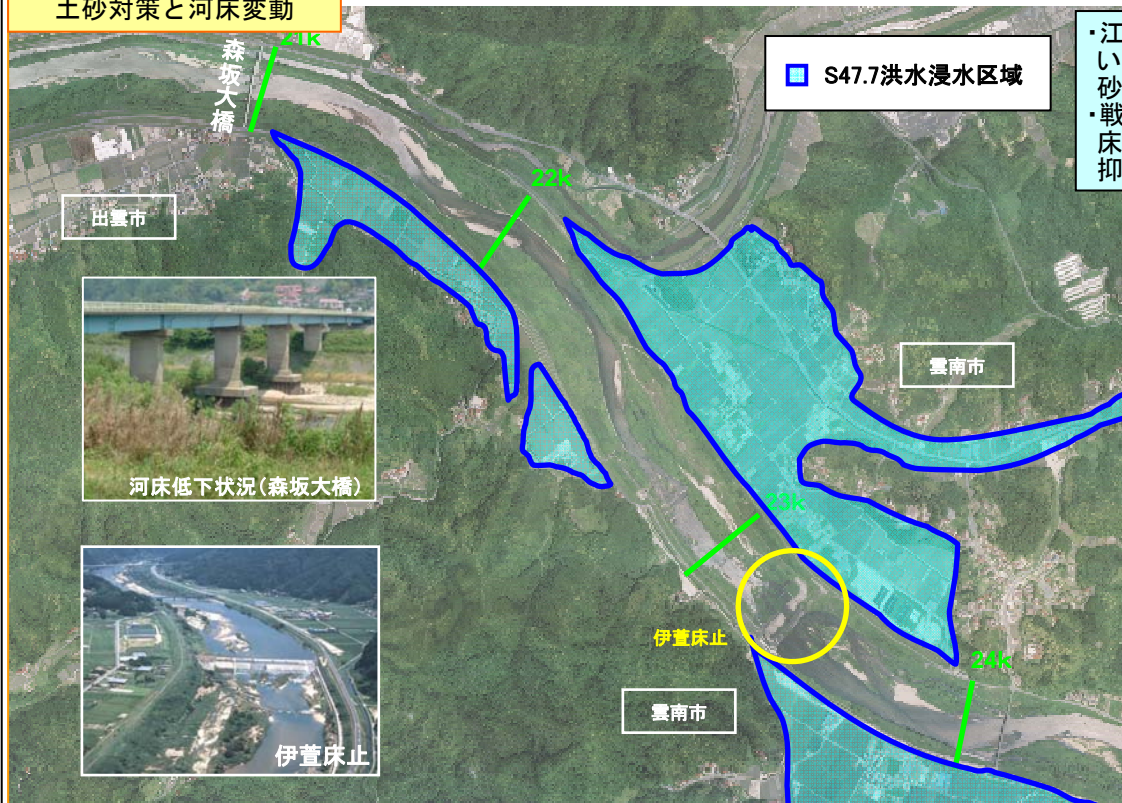 土砂対策と河床変動
21k
森坂大橋
S47.7洪水浸水区域
・江
い
砂
・戦
床
抑
22k
出雲市
雲南市
河床低下状況(森坂大橋)
23k
伊萱床止
24k
雲南市
伊萱床止